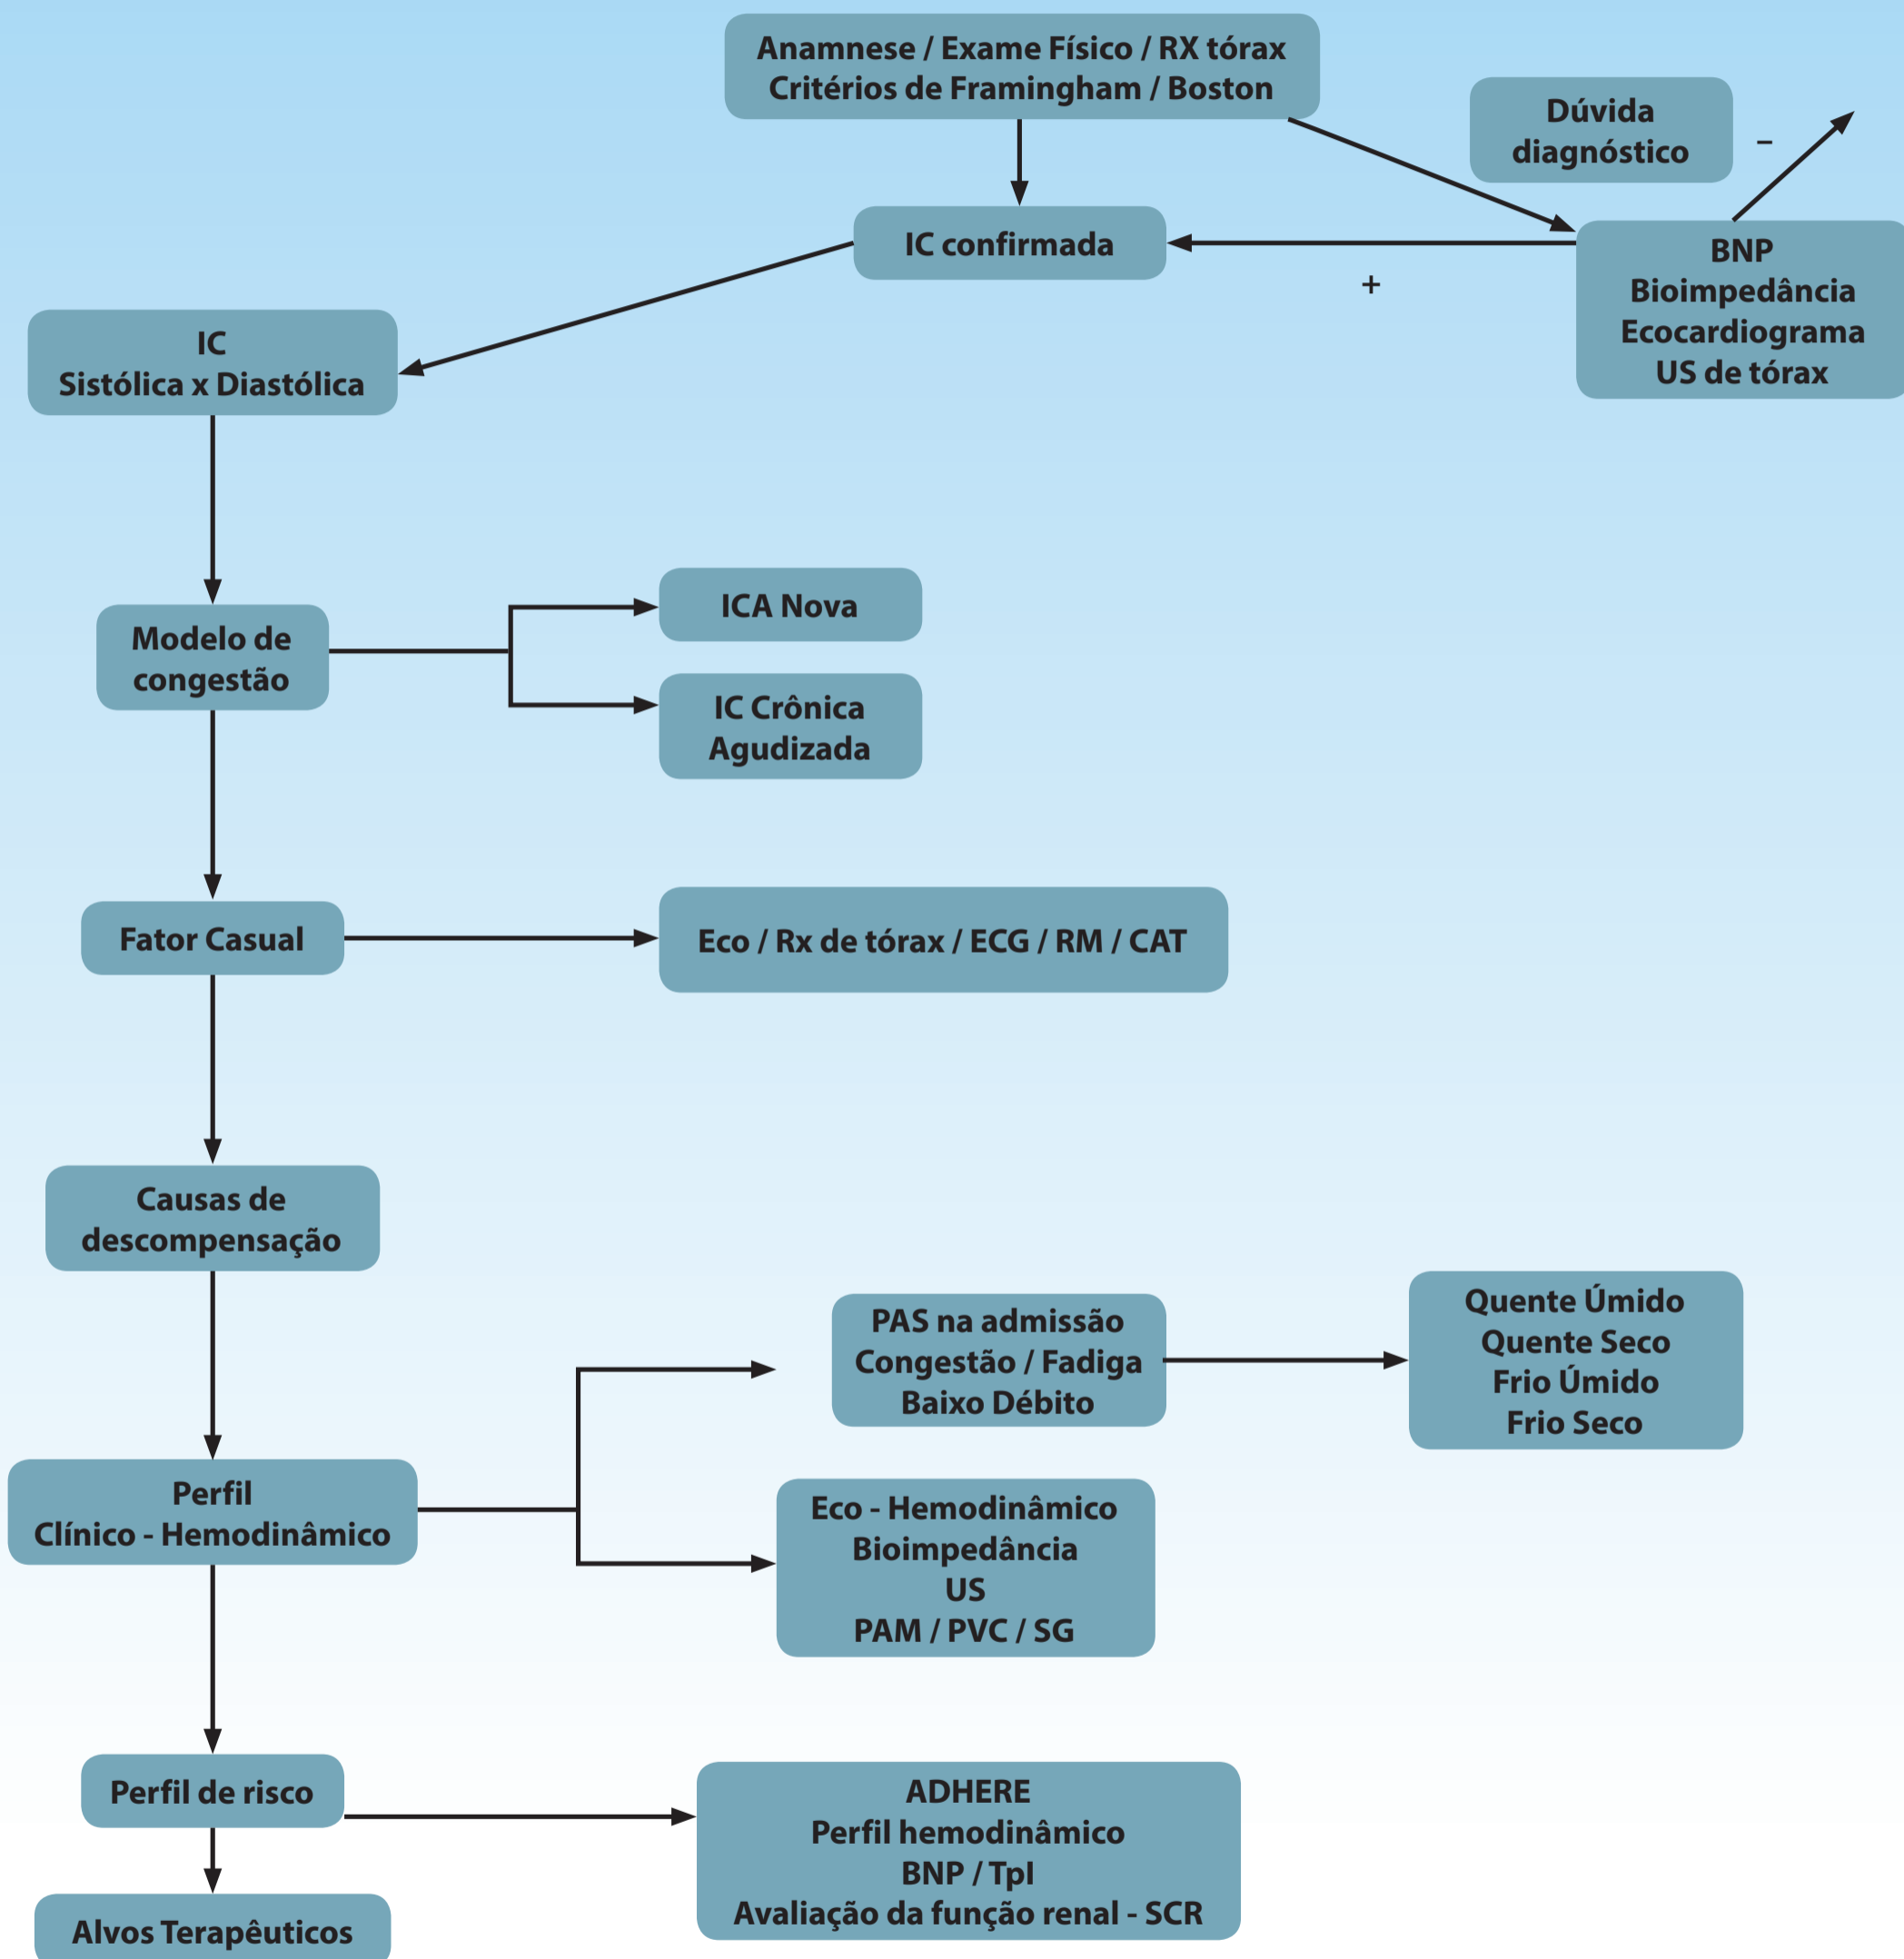 Anamnese / Exame Físico / RX tórax
Critérios de Framingham / Boston
Dúvida
diagnóstico
–
IC confirmada
+
BNP
Bioimpedância
Ecocardiograma
US de tórax
IC
Sistólica x Diastólica
Modelo de
congestão
ICA Nova
IC Crônica
Agudizada
Fator Casual
Eco / Rx de tórax / ECG / RM / CAT
Causas de
descompensação
PAS na admissão
Congestão / Fadiga
Baixo Débito
Quente Úmido
Quente Seco
Frio Úmido
Frio Seco
Perfil
Clínico - Hemodinâmico
Eco - Hemodinâmico
Bioimpedância
US
PAM / PVC / SG
Perfil de risco
ADHERE
Perfil hemodinâmico
BNP / TpI
Avaliação da função renal - SCR
Alvos Terapêuticos